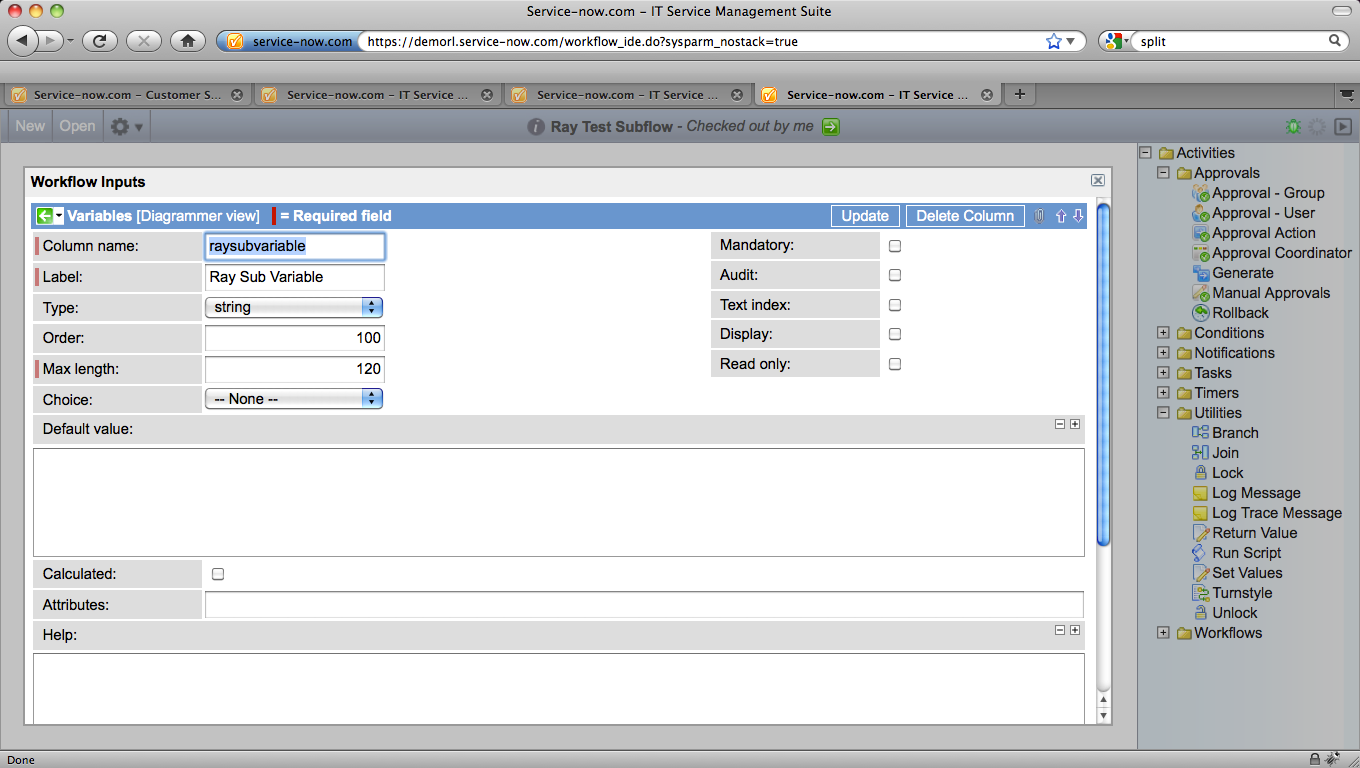 Service-now.com – IT Service Management Suite
service-now.com https://demorl.service-now.com/workflow_ide.do?sysparm_nostack=true split
Service-now.com – Customer S... Service-now.com – IT Service ... Service-now.com – IT Service ... Service-now.com – IT Service ...
New Open Ray Test Subflow - Checked out by me
Workflow Inputs
Variables [Diagrammer view] = Required field Update Delete Column
Column name: raysubvariable
Label: Ray Sub Variable
Type: string
Order: 100
Max length: 120
Choice: -- None --
Mandatory:
Audit:
Text index:
Display:
Read only:
Default value:
Calculated:
Attributes:
Help:
Activities
Approvals
Approval - Group
Approval - User
Approval Action
Approval Coordinator
Generate
Manual Approvals
Rollback
Conditions
Notifications
Tasks
Timers
Utilities
Branch
Join
Lock
Log Message
Log Trace Message
Return Value
Run Script
Set Values
Turnstyle
Unlock
Workflows
Done